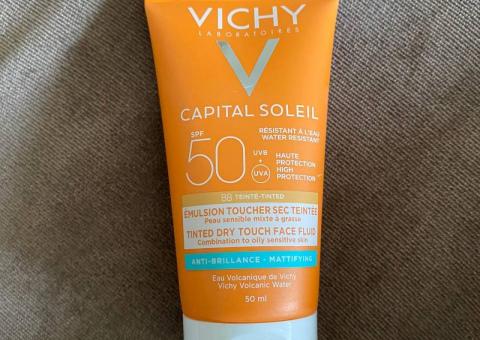 VICHY
LABORATOIRES
V
CAPITAL SOLEIL
SPF
50
RÉSISTANT À L'EAU
WATER RESISTANT
UVB
+
UVA
HAUTE
PROTECTION
HIGH
PROTECTION
BB TEINTÉ-TINTED
ÉMULSION TOUCHER SEC TEINTÉE
Peau sensible mixte à grasse
TINTED DRY TOUCH FACE FLUID
Combination to oily sensitive skin
ANTI-BRILLANCE - MATTIFYING
Eau Volcanique de Vichy
Vichy Volcanic Water
50 ml